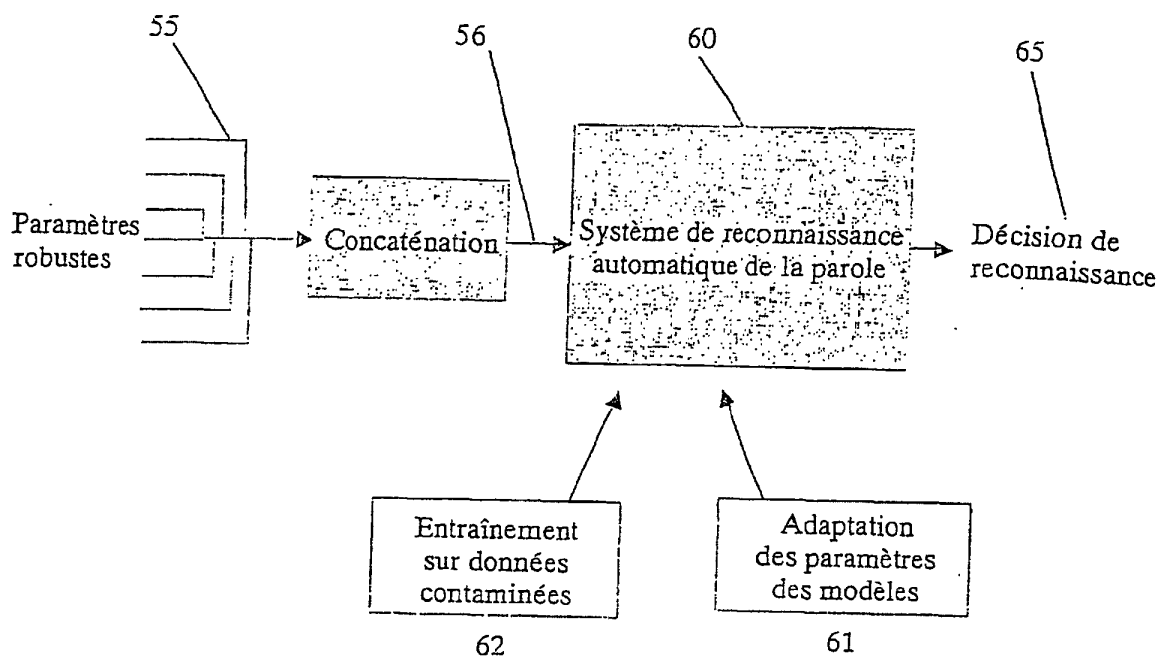 55
56
60
65
Paramètres
robustes
Concaténation
Système de reconnaissance
automatique de la parole
Décision de
reconnaissance
Entraînement
sur données
contaminées
Adaptation
des paramètres
des modèles
62
61